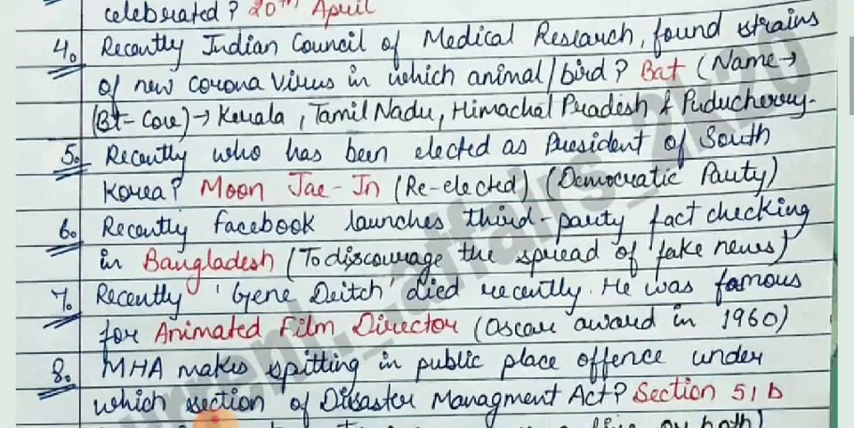 celebrated? 20th April
4. Recently Indian Council of Medical Research, found strains
of new corona virus in which animal/bird? Bat (Name →
(Bt-Cov) → Kerala, Tamil Nadu, Himachal Pradesh & Puducherry.
5. Recently who has been elected as President of South
Korea? Moon Jae-In (Re-elected) (Democratic Party)
6. Recently facebook launches third-party fact checking
in Bangladesh (To discourage the spread of fake news)
7. Recently 'Gene Deitch' died recently. He was famous
for Animated Film Director (Oscar award in 1960)
8. MHA makes spitting in public place offence under
which section of Disaster Managment Act? Section 51 b
or both)
current_affairs_2k20